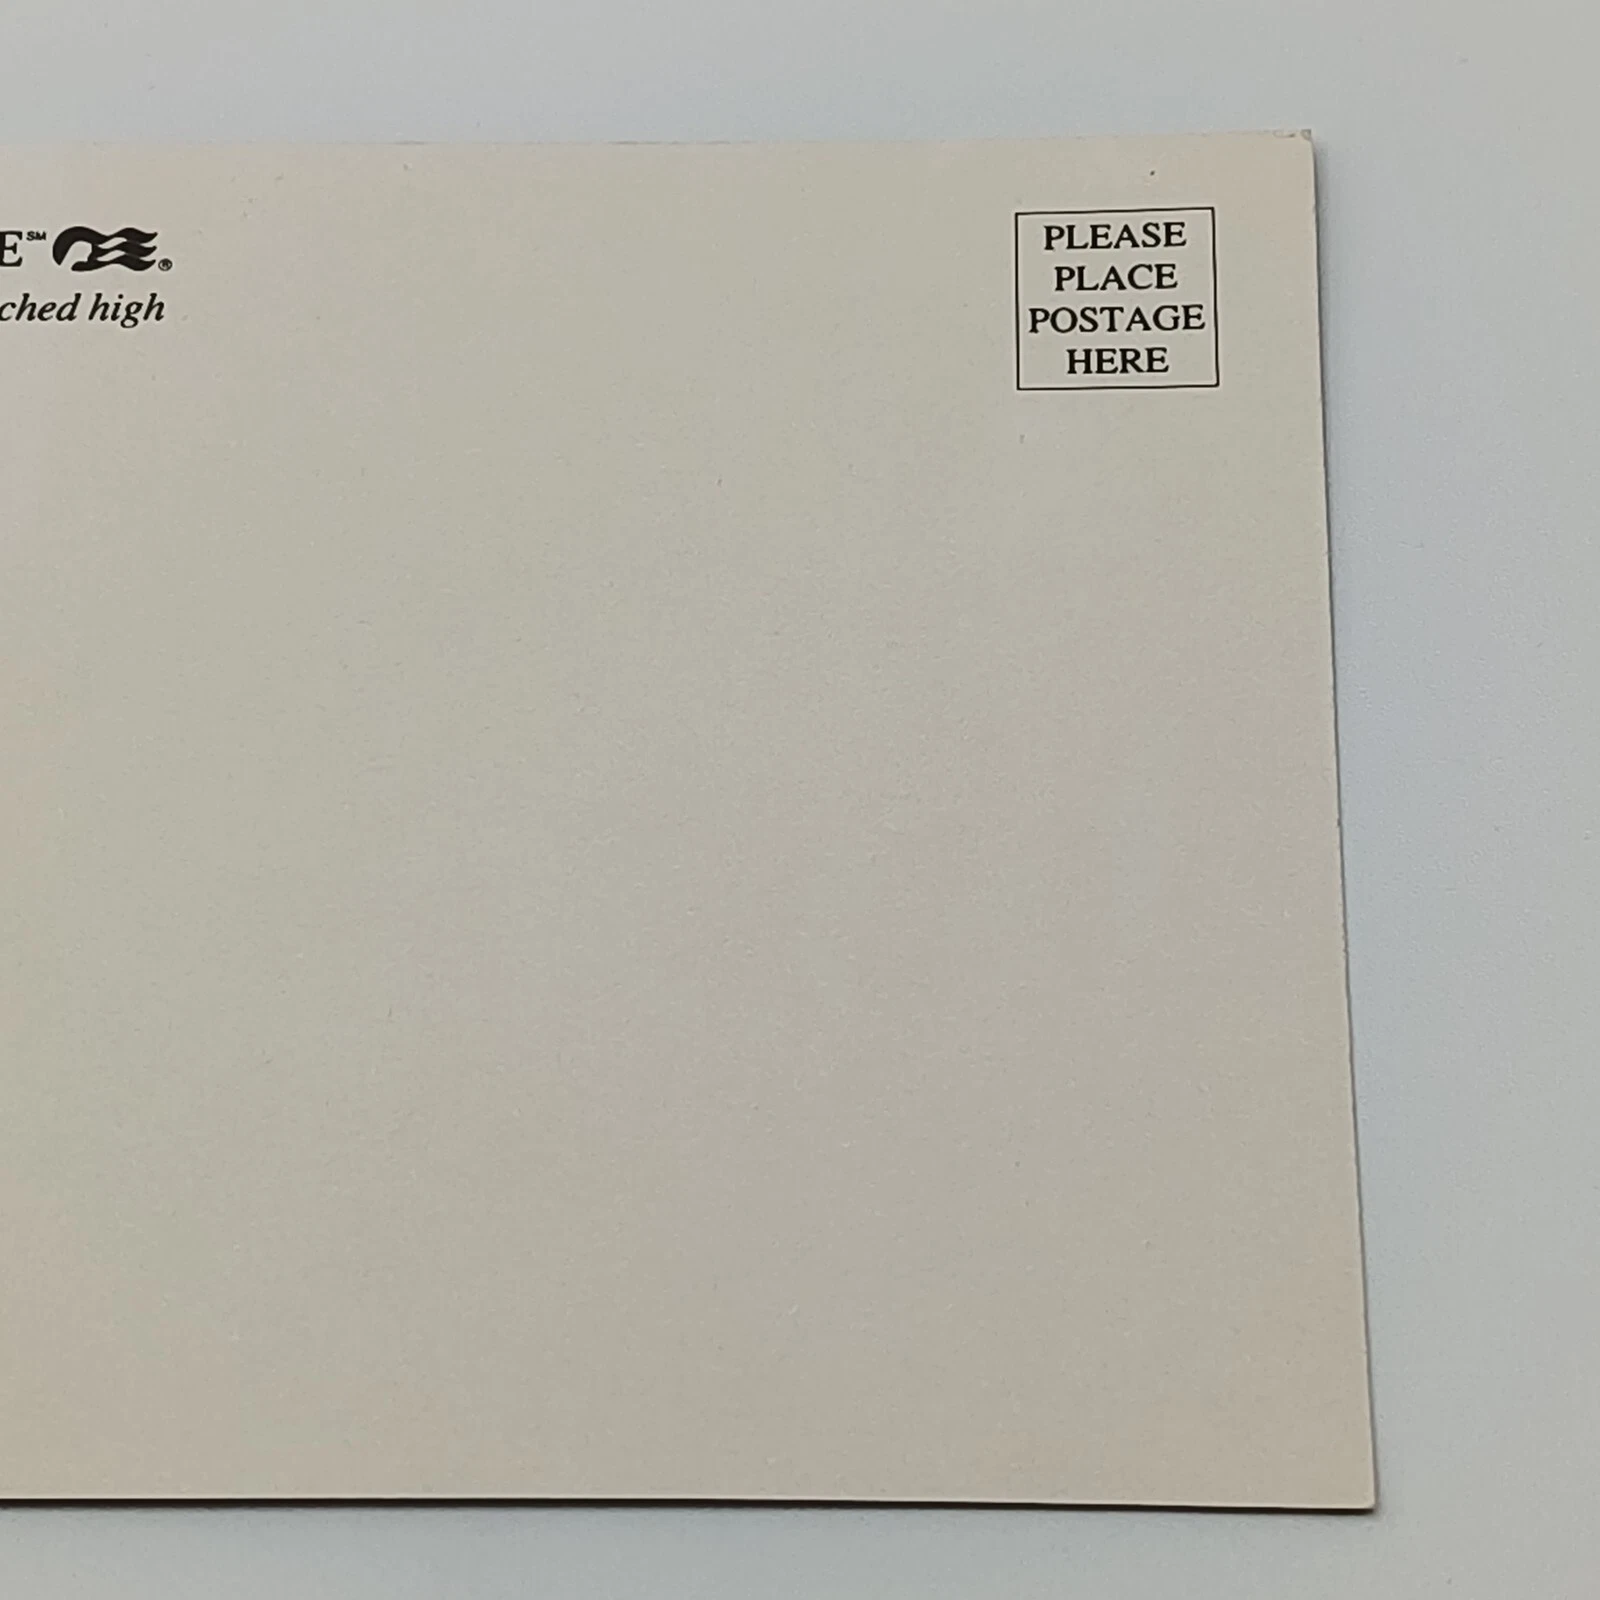 E℠ ®
ched high
PLEASE
PLACE
POSTAGE
HERE